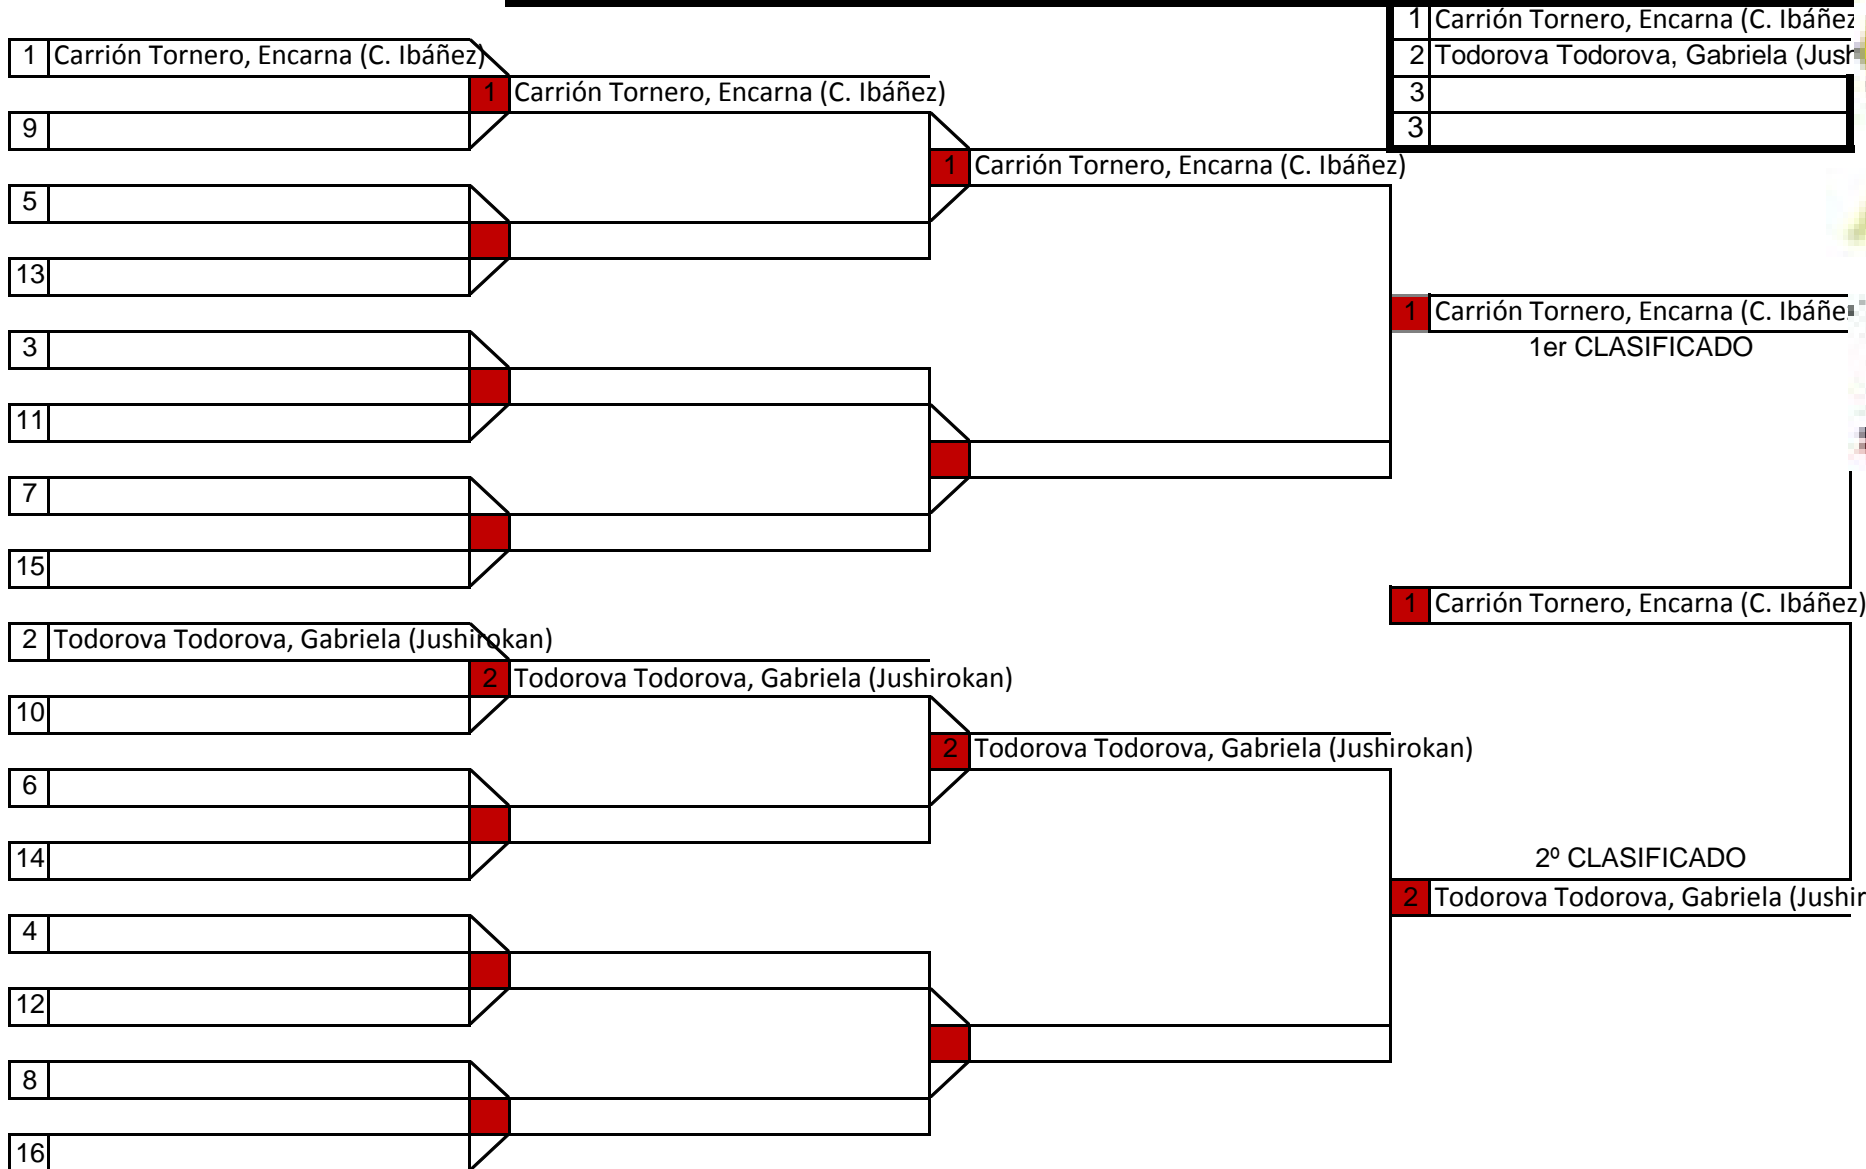 1 Carrión Tornero, Encarna (C. Ibáñez
1 Carrión Tornero, Encarna (C. Ibáñez)
2 Todorova Todorova, Gabriela (Jush
1 Carrión Tornero, Encarna (C. Ibáñez)
3
9
3
1 Carrión Tornero, Encarna (C. Ibáñez)
5
13
1 Carrión Tornero, Encarna (C. Ibáñe
3
1er CLASIFICADO
11
7
15
1 Carrión Tornero, Encarna (C. Ibáñez)
2 Todorova Todorova, Gabriela (Jushirokan)
2 Todorova Todorova, Gabriela (Jushirokan)
10
2 Todorova Todorova, Gabriela (Jushirokan)
6
14
2º CLASIFICADO
2 Todorova Todorova, Gabriela (Jushir
4
12
8
16